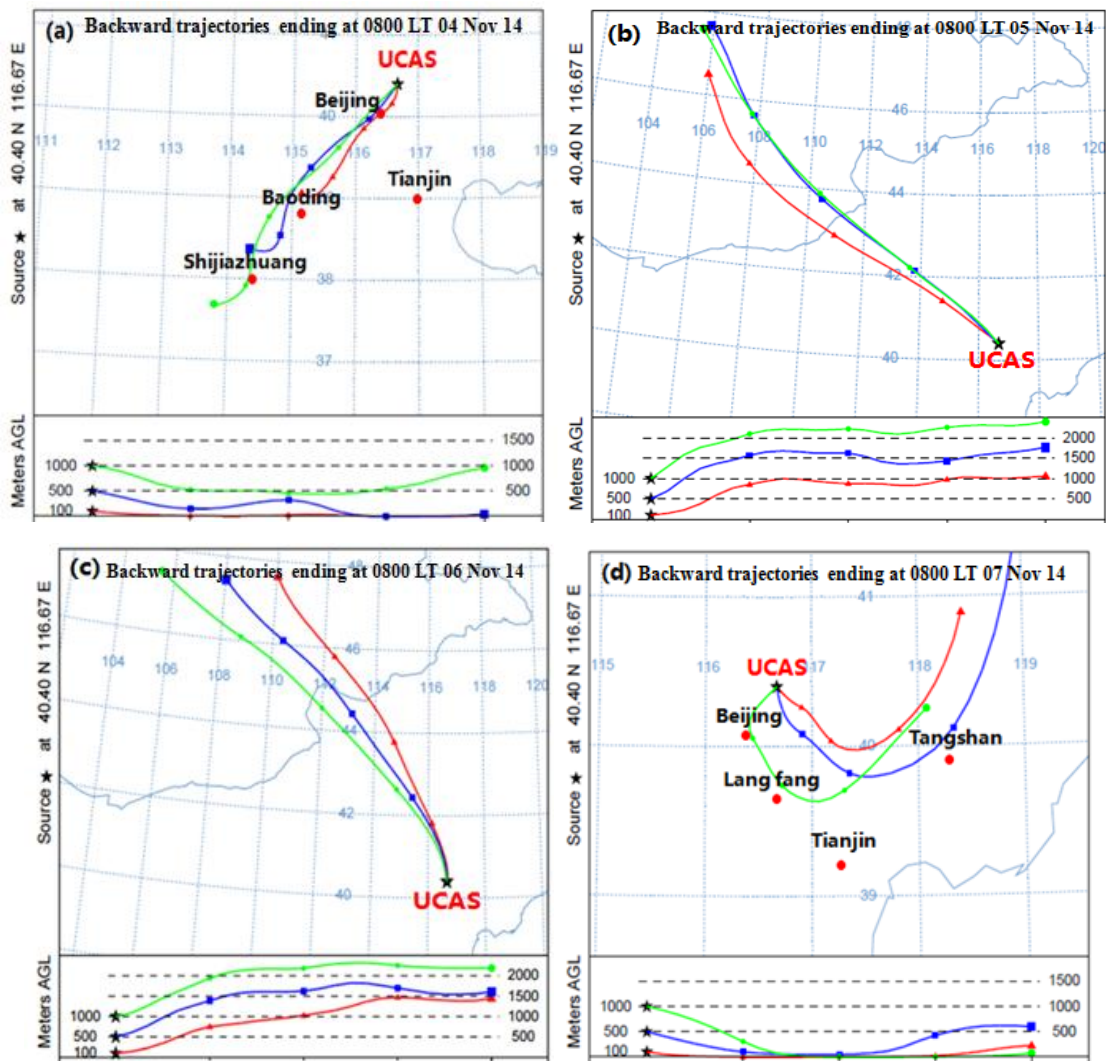 (a) Backward trajectories ending at 0800 LT 04 Nov 14
Source ★ at 40.40 N 116.67 E
UCAS
Beijing
Tianjin
Baoding
Shijiazhuang
40
38
37
111 112 113 114 115 116 117 118 119
Meters AGL
1500
1000 1000
500 500
100
(b) Backward trajectories ending at 0800 LT 05 Nov 14
Source ★ at 40.40 N 116.67 E
48
46
44
42
40
104 106 108 110 112 114 116 118 120
UCAS
Meters AGL
2000
1500
1000 1000
500 500
100
(c) Backward trajectories ending at 0800 LT 06 Nov 14
Source ★ at 40.40 N 116.67 E
48
46
44
42
40
104 106 108 110 112 114 116 118 120
UCAS
Meters AGL
2000
1500
1000 1000
500 500
100
(d) Backward trajectories ending at 0800 LT 07 Nov 14
Source ★ at 40.40 N 116.67 E
41
40
39
115 116 117 118 119
UCAS
Beijing
Tangshan
Lang fang
Tianjin
Meters AGL
1500
1000 1000
500 500
100